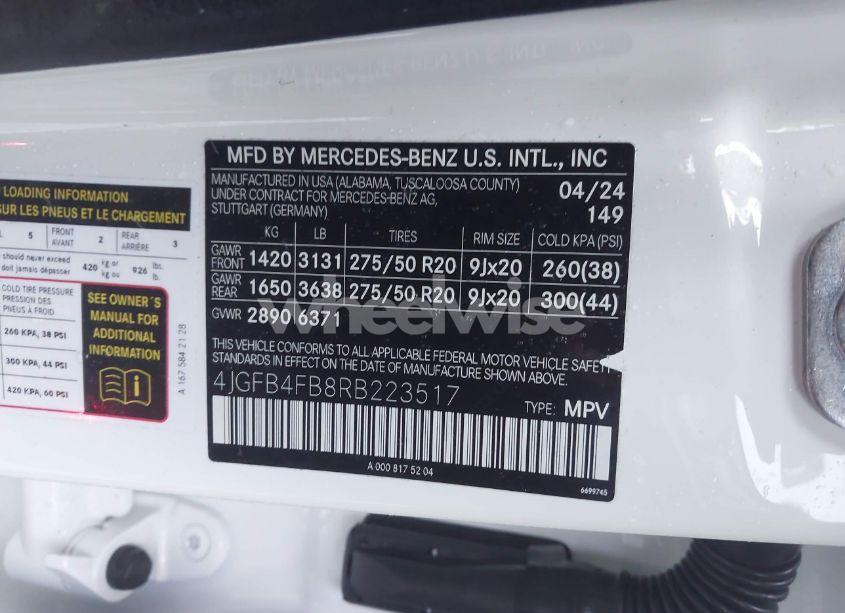 MFD BY MERCEDES-BENZ U.S. INTL., INC
MANUFACTURED IN USA (ALABAMA, TUSCALOOSA COUNTY)
UNDER CONTRACT FOR MERCEDES-BENZ AG,
STUTTGART (GERMANY)
04/24
149
KG LB TIRES RIM SIZE COLD KPA (PSI)
GAWR FRONT 1420 3131 275/50 R20 9Jx20 260(38)
GAWR REAR 1650 3638 275/50 R20 9Jx20 300(44)
GVWR 2890 6371
THIS VEHICLE CONFORMS TO ALL APPLICABLE FEDERAL MOTOR VEHICLE SAFETY
STANDARDS IN EFFECT ON THE DATE OF MANUFACTURE SHOWN ABOVE.
4JGFB4FB8RB223517
TYPE: MPV
A 000 817 52 04
6699745
LOADING INFORMATION
SUR LES PNEUS ET LE CHARGEMENT
5 FRONT AVANT 2 REAR ARRIÈRE 3
should never exceed
doit jamais dépasser
420 kg or kg ou 926 lbs. lb.
COLD TIRE PRESSURE
PRESSION DES
PNEUS À FROID
260 KPA, 38 PSI
300 KPA, 44 PSI
420 KPA, 60 PSI
SEE OWNER'S
MANUAL FOR
ADDITIONAL
INFORMATION
A 167 584 21 28
wheelwise